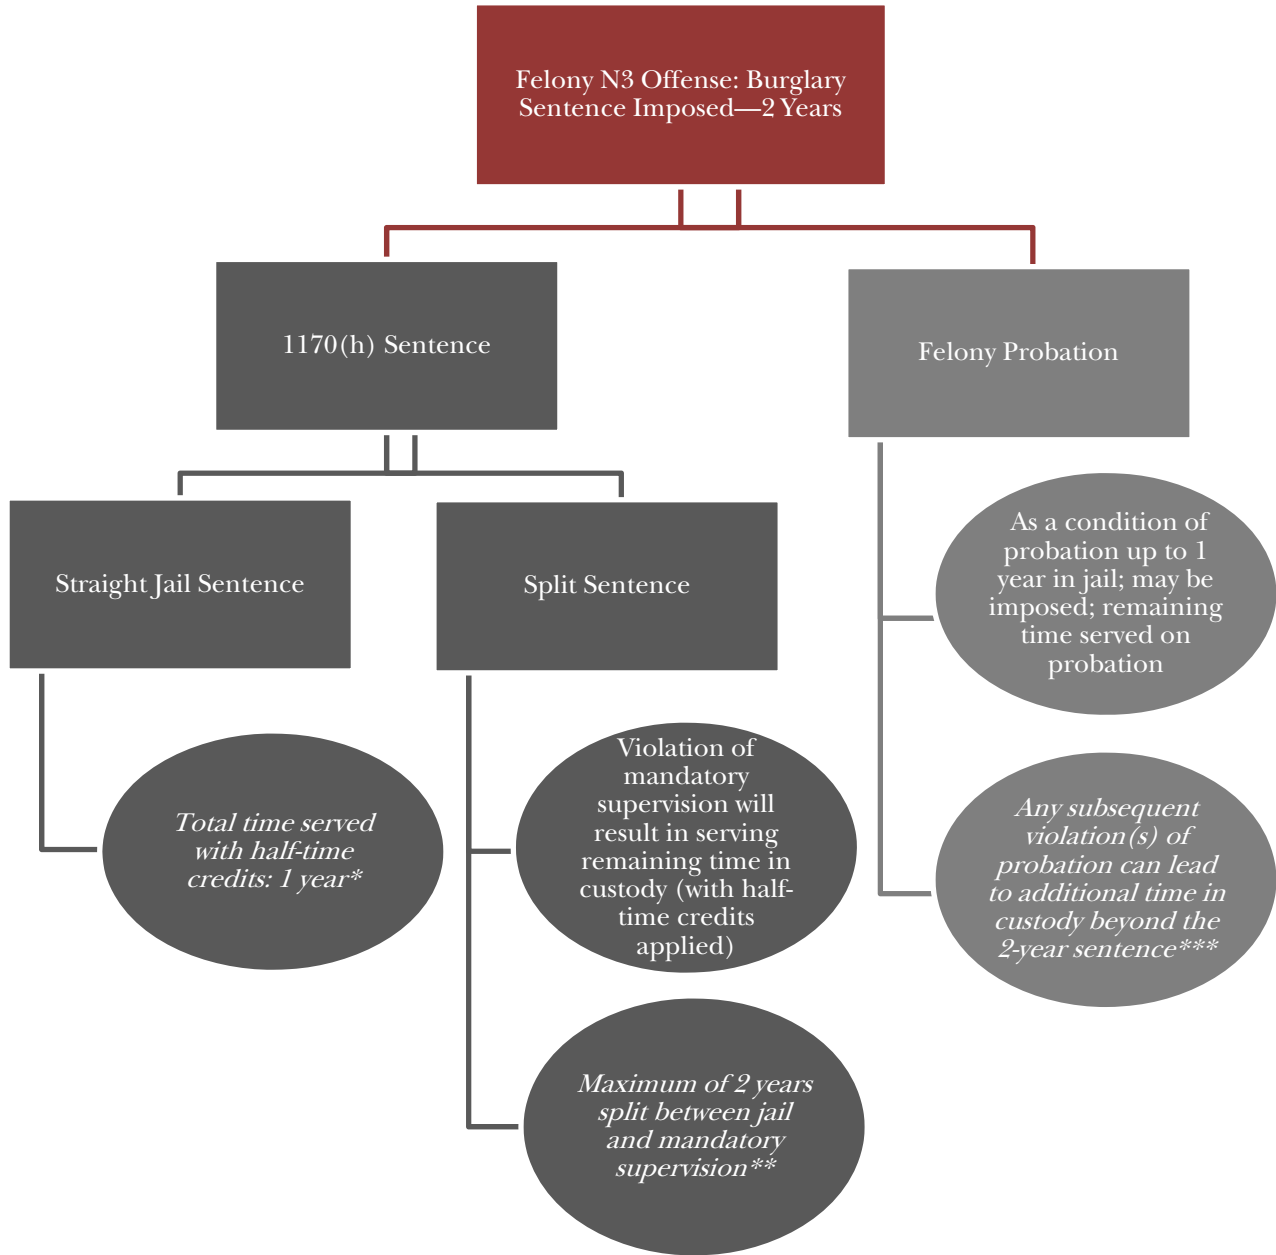 Felony N3 Offense: Burglary
Sentence Imposed—2 Years
1170(h) Sentence
Felony Probation
Straight Jail Sentence
Split Sentence
As a condition of
probation up to 1
year in jail; may be
imposed; remaining
time served on
probation
Total time served
with half-time
credits: 1 year*
Violation of
mandatory
supervision will
result in serving
remaining time in
custody (with half-
time credits
applied)
Any subsequent
violation(s) of
probation can lead
to additional time in
custody beyond the
2-year sentence***
Maximum of 2 years
split between jail
and mandatory
supervision**